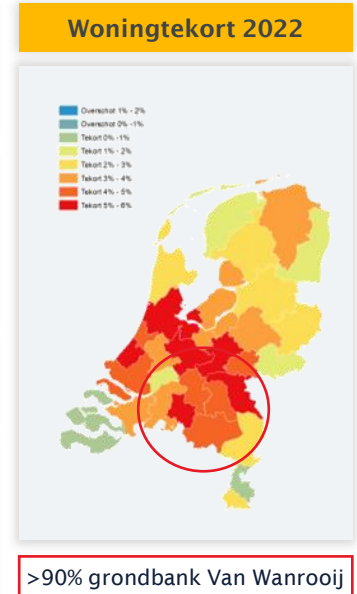 Woningtekort 2022
Overschot 1% - 2%
Overschot 0% -1%
Tekort 0% -1%
Tekort 1% - 2%
Tekort 2% - 3%
Tekort 3% - 4%
Tekort 4% - 5%
Tekort 5% - 6%
>90% grondbank Van Wanrooij